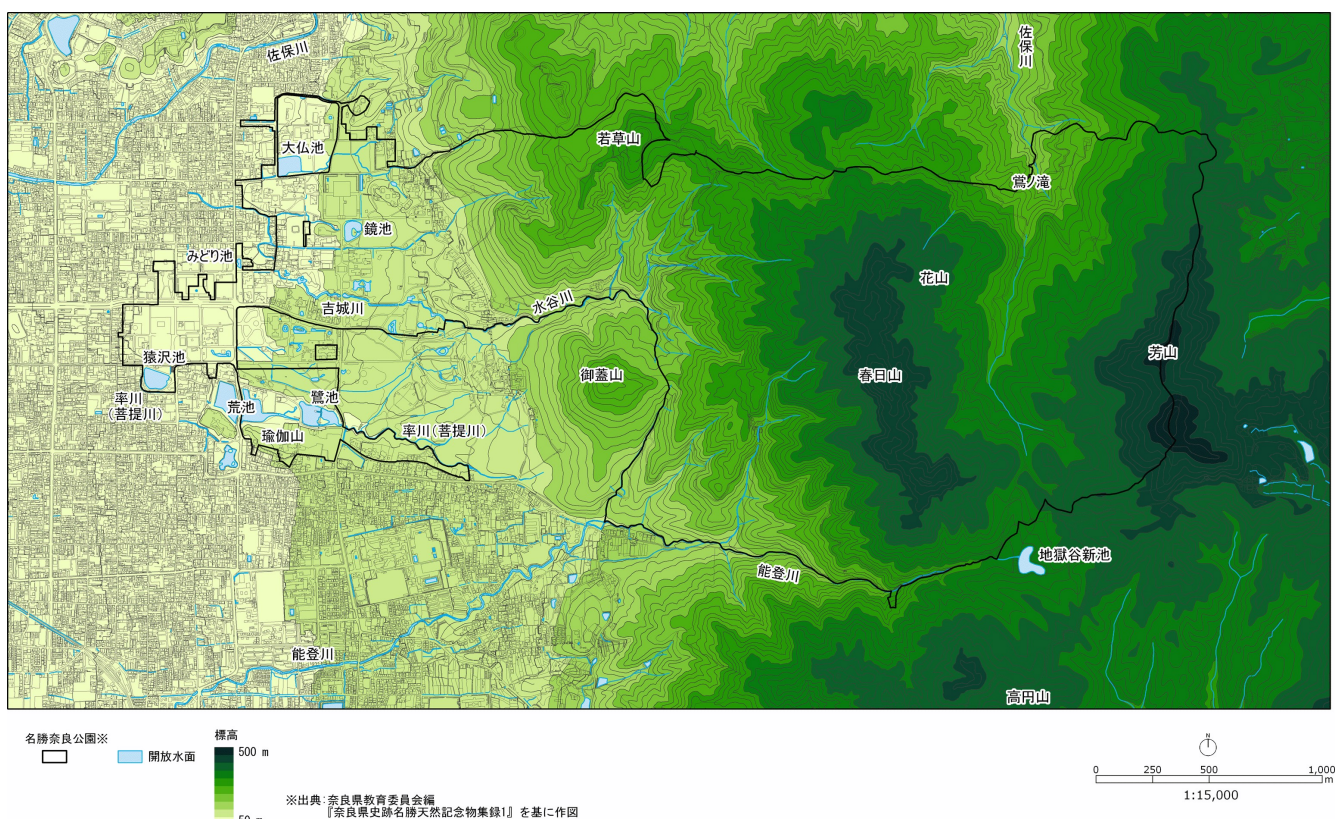 佐保川
佐保川
若草山
大仏池
鴬ノ滝
鏡池
みどり池
花山
水谷川
吉城川
芳山
猿沢池
御蓋山
春日山
率川
(菩提川)
荒池
鷺池
率川(菩提川)
瑜伽山
地獄谷新池
能登川
能登川
高円山
名勝奈良公園※
開放水面
標高
500 m
50 m
※出典：奈良県教育委員会編
『奈良県史跡名勝天然記念物集録1』を基に作図
N
0 250 500 1,000
m
1:15,000